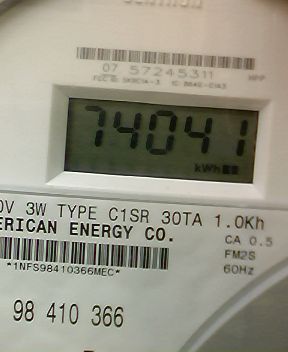 07 57245311 HPP
74041
kWh
0V 3W TYPE C1SR 30TA 1.0Kh
ERICAN ENERGY CO. CA 0.5
FM2S
*1NFS98410366MEC* 60Hz
98 410 366